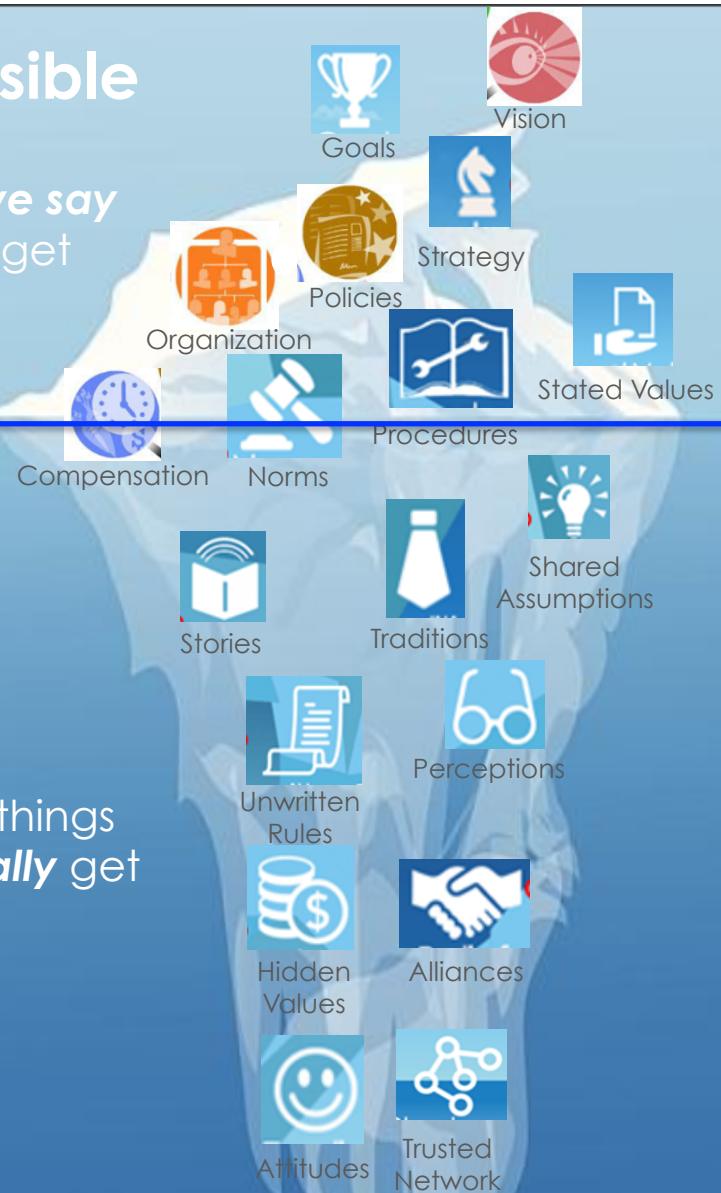 sible
Vision
Goals
ve say
get
Strategy
Policies
Organization
Stated Values
Procedures
Compensation
Norms
Shared
Assumptions
Stories
Traditions
Perceptions
Unwritten
Rules
things
ally get
Hidden
Values
Alliances
Attitudes
Trusted
Network